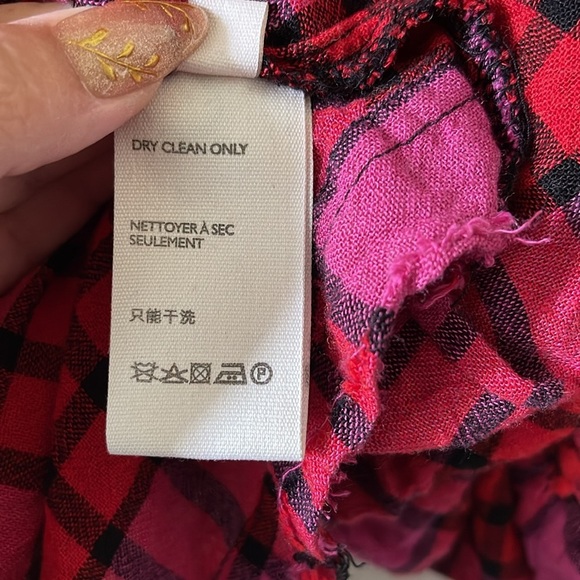 DRY CLEAN ONLY
NETTOYER À SEC
SEULEMENT
只能干洗
P